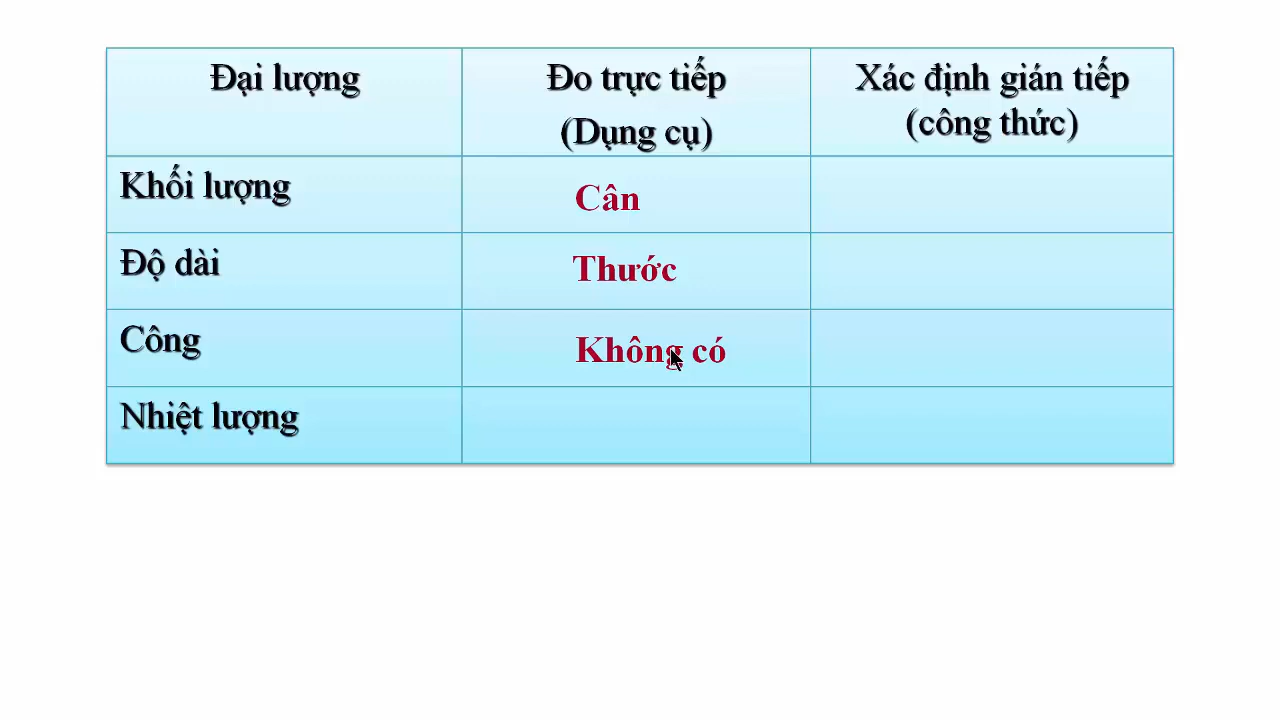 Đại lượng
Đo trực tiếp
(Dụng cụ)
Xác định gián tiếp
(công thức)
Khối lượng
Cân
Độ dài
Thước
Công
Không có
Nhiệt lượng